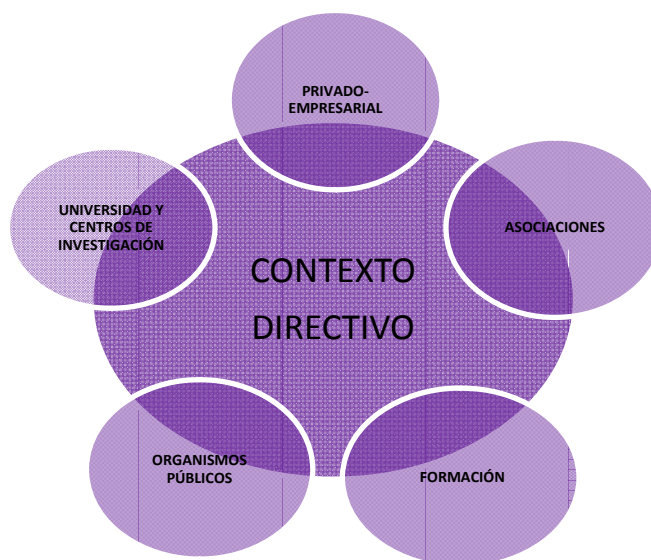 PRIVADO-
EMPRESARIAL
UNIVERSIDAD Y
CENTROS DE
INVESTIGACIÓN
ASOCIACIONES
CONTEXTO
DIRECTIVO
ORGANISMOS
PÚBLICOS
FORMACIÓN